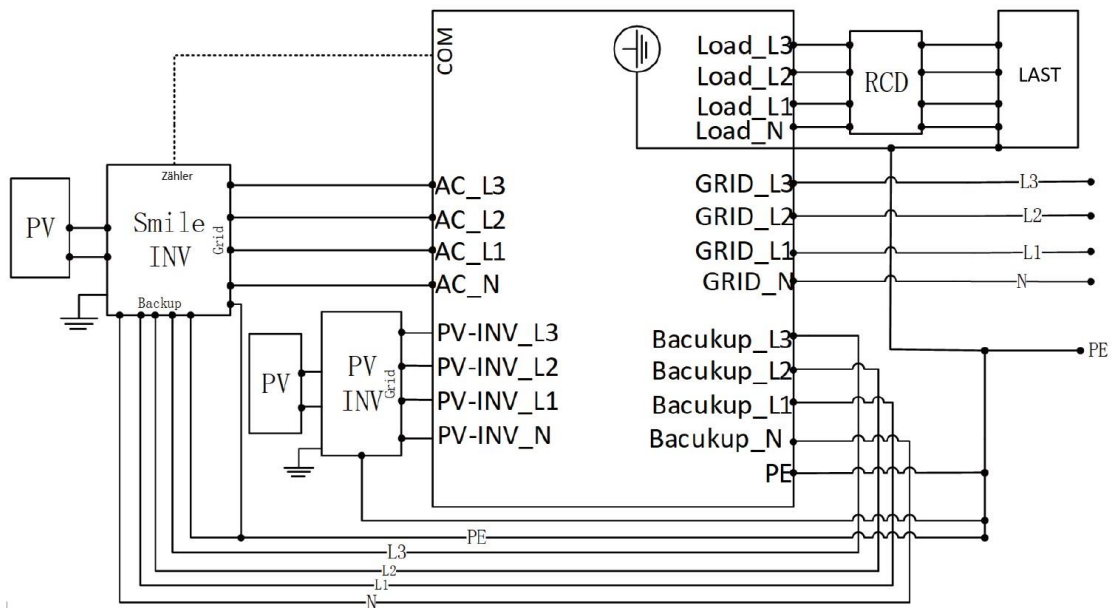 COM
Load_L3
Load_L2
Load_L1
Load_N
RCD
LAST
Zähler
PV
Smile
INV
Grid
Backup
AC_L3
AC_L2
AC_L1
AC_N
GRID_L3
GRID_L2
GRID_L1
GRID_N
L3
L2
L1
N
PV
PV
INV
Grid
PV-INV_L3
PV-INV_L2
PV-INV_L1
PV-INV_N
Bacukup_L3
Bacukup_L2
Bacukup_L1
Bacukup_N
PE
PE
PE
L3
L2
L1
N